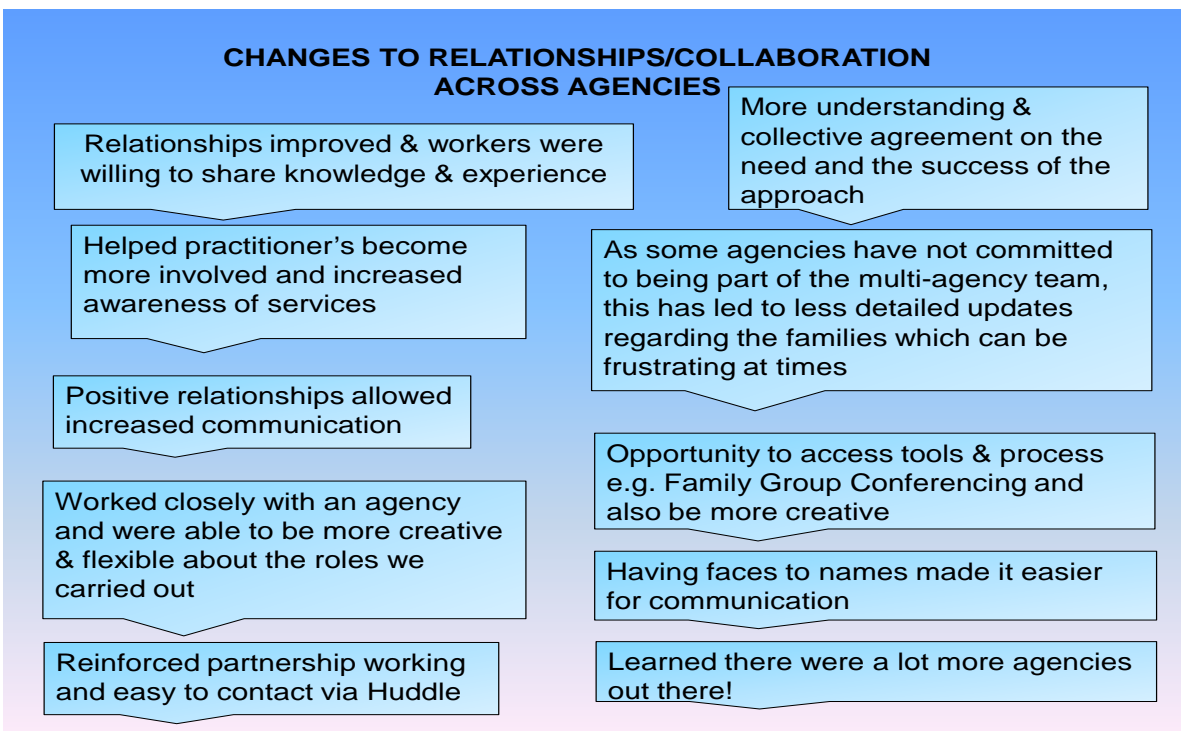 CHANGES TO RELATIONSHIPS/COLLABORATION
ACROSS AGENCIES
Relationships improved & workers were
willing to share knowledge & experience
Helped practitioner's become
more involved and increased
awareness of services
Positive relationships allowed
increased communication
Worked closely with an agency
and were able to be more creative
& flexible about the roles we
carried out
Reinforced partnership working
and easy to contact via Huddle
More understanding &
collective agreement on the
need and the success of the
approach
As some agencies have not committed
to being part of the multi-agency team,
this has led to less detailed updates
regarding the families which can be
frustrating at times
Opportunity to access tools & process
e.g. Family Group Conferencing and
also be more creative
Having faces to names made it easier
for communication
Learned there were a lot more agencies
out there!